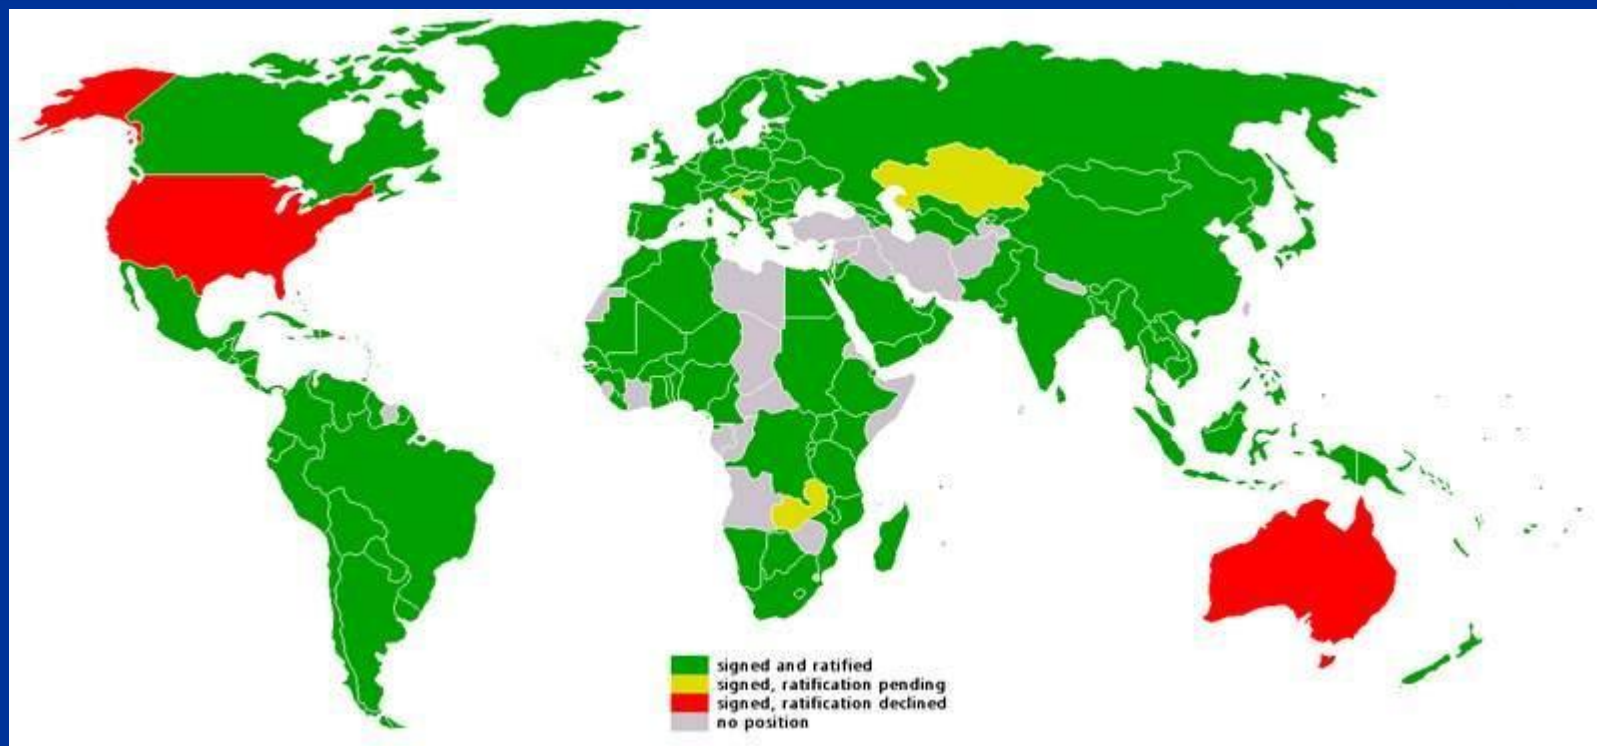 signed and ratified
signed, ratification pending
signed, ratification declined
no position